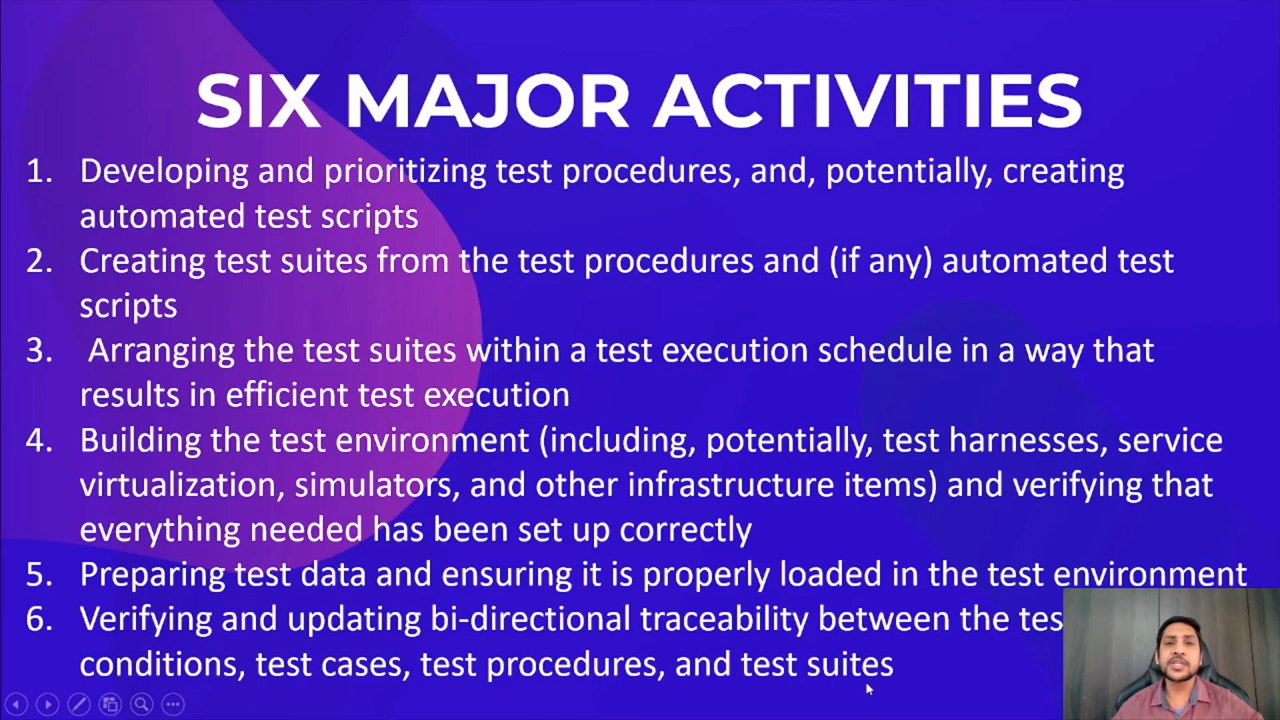 SIX MAJOR ACTIVITIES
1. Developing and prioritizing test procedures, and, potentially, creating
automated test scripts
2. Creating test suites from the test procedures and (if any) automated test
scripts
3. Arranging the test suites within a test execution schedule in a way that
results in efficient test execution
4. Building the test environment (including, potentially, test harnesses, service
virtualization, simulators, and other infrastructure items) and verifying that
everything needed has been set up correctly
5. Preparing test data and ensuring it is properly loaded in the test environment
6. Verifying and updating bi-directional traceability between the
conditions, test cases, test procedures, and test suites